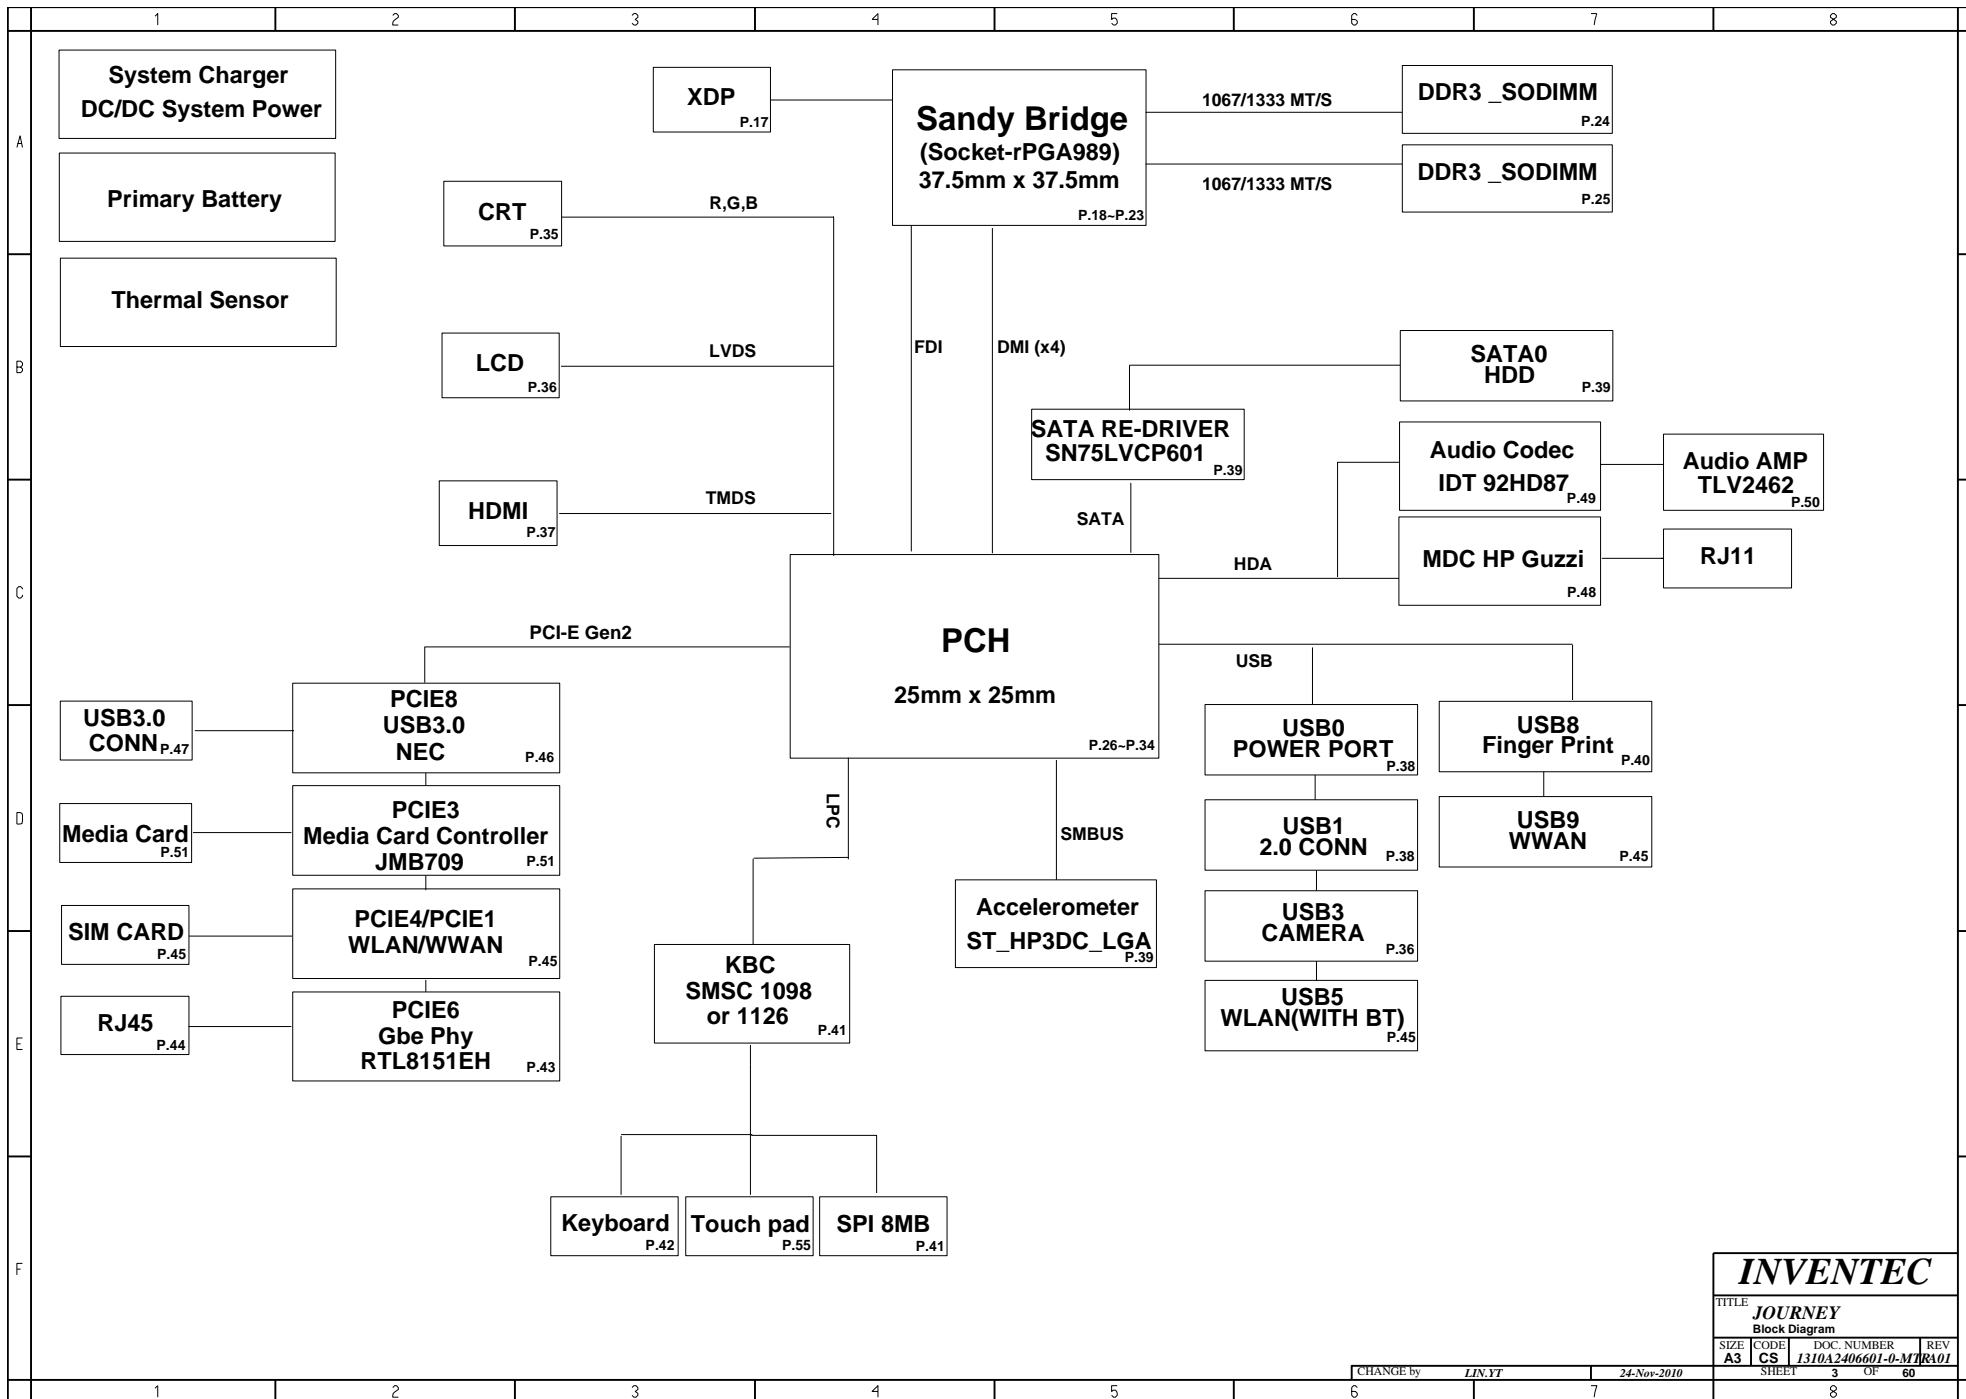 1 2 3 4 5 6 7 8
A
B
C
D
E
F
System Charger
DC/DC System Power
Primary Battery
Thermal Sensor
XDP
P.17
Sandy Bridge
(Socket-rPGA989)
37.5mm x 37.5mm
P.18~P.23
1067/1333 MT/S
DDR3 _SODIMM
P.24
1067/1333 MT/S
DDR3 _SODIMM
P.25
CRT
P.35
R,G,B
LCD
P.36
LVDS
HDMI
P.37
TMDS
FDI
DMI (x4)
SATA0
HDD
P.39
SATA RE-DRIVER
SN75LVCP601
P.39
SATA
Audio Codec
IDT 92HD87
P.49
Audio AMP
TLV2462
P.50
HDA
MDC HP Guzzi
P.48
RJ11
PCH
25mm x 25mm
P.26~P.34
PCI-E Gen2
USB
USB3.0
CONN
P.47
PCIE8
USB3.0
NEC
P.46
Media Card
P.51
PCIE3
Media Card Controller
JMB709
P.51
SIM CARD
P.45
PCIE4/PCIE1
WLAN/WWAN
P.45
RJ45
P.44
PCIE6
Gbe Phy
RTL8151EH
P.43
LPC
SMBUS
KBC
SMSC 1098
or 1126
P.41
Accelerometer
ST_HP3DC_LGA
P.39
USB0
POWER PORT
P.38
USB1
2.0 CONN
P.38
USB3
CAMERA
P.36
USB5
WLAN(WITH BT)
P.45
USB8
Finger Print
P.40
USB9
WWAN
P.45
Keyboard
P.42
Touch pad
P.55
SPI 8MB
P.41
INVENTEC
TITLE
JOURNEY
Block Diagram
SIZE CODE DOC. NUMBER REV
A3 CS 1310A2406601-0-MTR A01
CHANGE by LIN.YT 24-Nov-2010 SHEET 3 OF 60
1 2 3 4 5 6 7 8